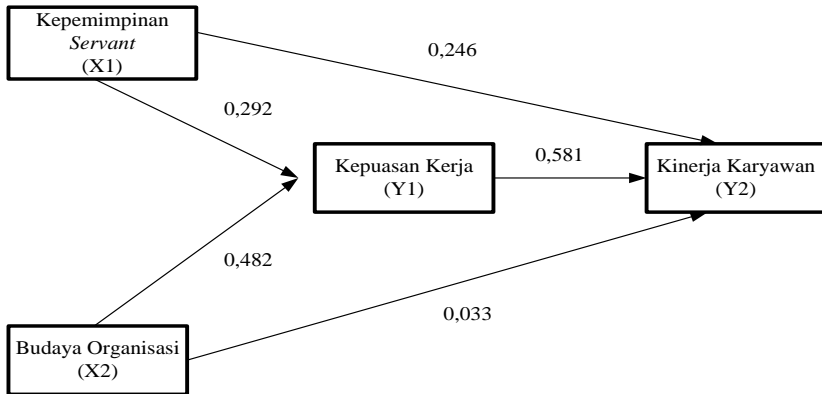 Kepemimpinan
Servant
(X1)
0,246
0,292
Kepuasan Kerja
(Y1)
0,581
Kinerja Karyawan
(Y2)
0,482
0,033
Budaya Organisasi
(X2)